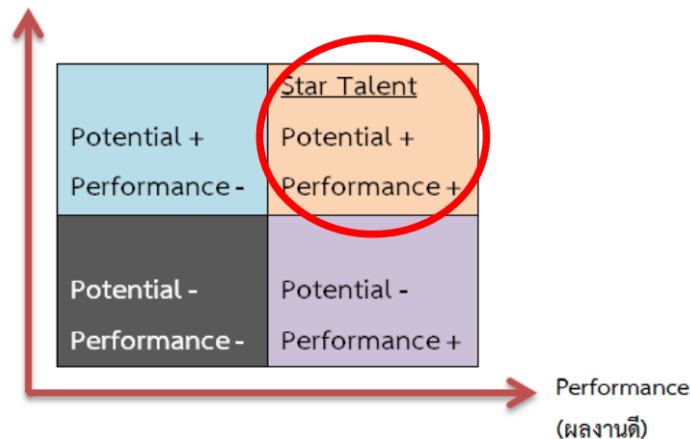 Star Talent
Potential +
Performance -
Potential +
Performance +
Potential -
Performance -
Potential -
Performance +
Performance
(ผลงานดี)